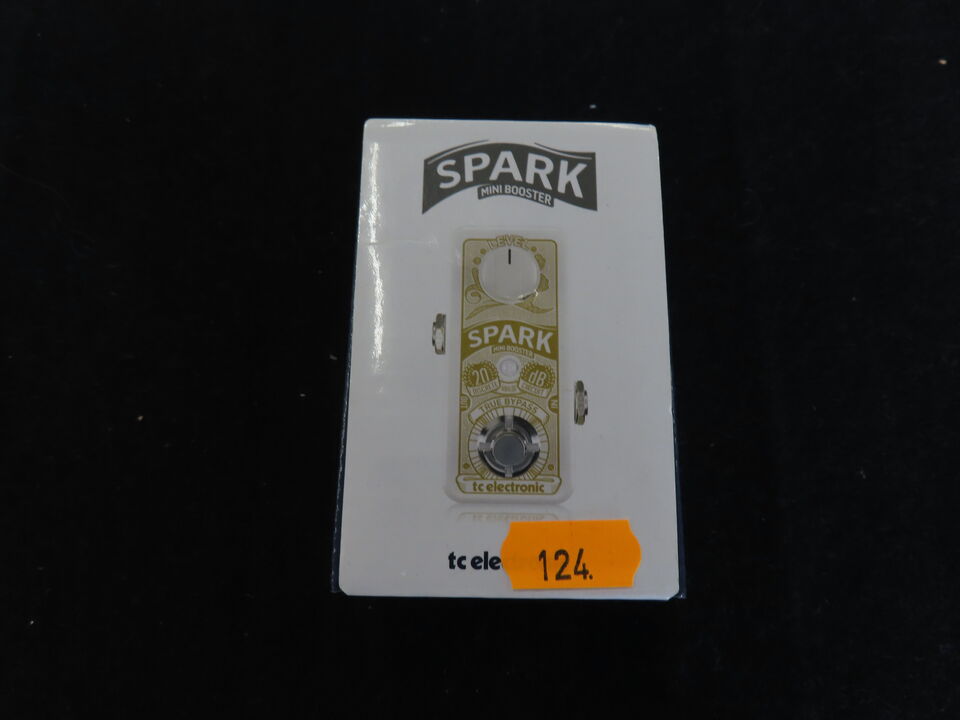 SPARK
MINI BOOSTER
LEVEL
SPARK
MINI BOOSTER
20 dB
TRUE BYPASS
tc electronic
tc ele
124.